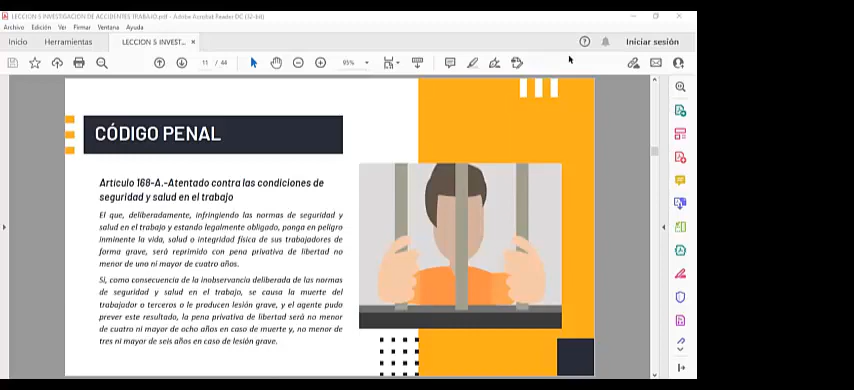 LECCION 5 INVESTIGACION DE ACCIDENTES TRABAJO.pdf - Adobe Acrobat Reader DC (32-bit)
Archivo Edición Ver Firmar Ventana Ayuda
Inicio Herramientas LECCION 5 INVEST... × Iniciar sesión
11 / 44 95%
CÓDIGO PENAL
Artículo 168-A.-Atentado contra las condiciones de
seguridad y salud en el trabajo
El que, deliberadamente, infringiendo las normas de seguridad y
salud en el trabajo y estando legalmente obligado, ponga en peligro
inminente la vida, salud o integridad física de sus trabajadores de
forma grave, será reprimido con pena privativa de libertad no
menor de uno ni mayor de cuatro años.
Si, como consecuencia de la inobservancia deliberada de las normas
de seguridad y salud en el trabajo, se causa la muerte del
trabajador o terceros o le producen lesión grave, y el agente pudo
prever este resultado, la pena privativa de libertad será no menor
de cuatro ni mayor de ocho años en caso de muerte y, no menor de
tres ni mayor de seis años en caso de lesión grave.